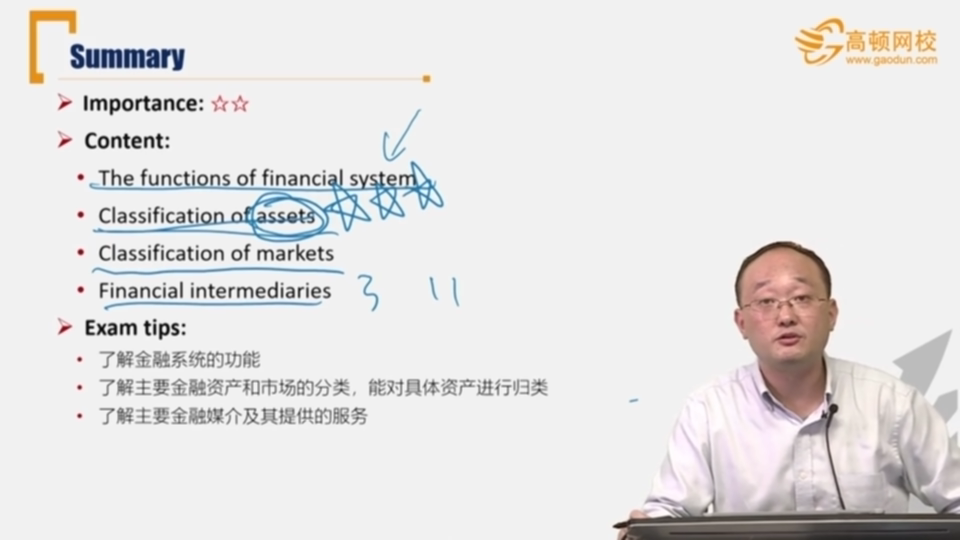 Summary
高顿网校
www.gaodun.com
Importance: ☆☆
Content:
The functions of financial system
Classification of assets
Classification of markets
Financial intermediaries 3 11
Exam tips:
了解金融系统的功能
了解主要金融资产和市场的分类，能对具体资产进行归类
了解主要金融媒介及其提供的服务